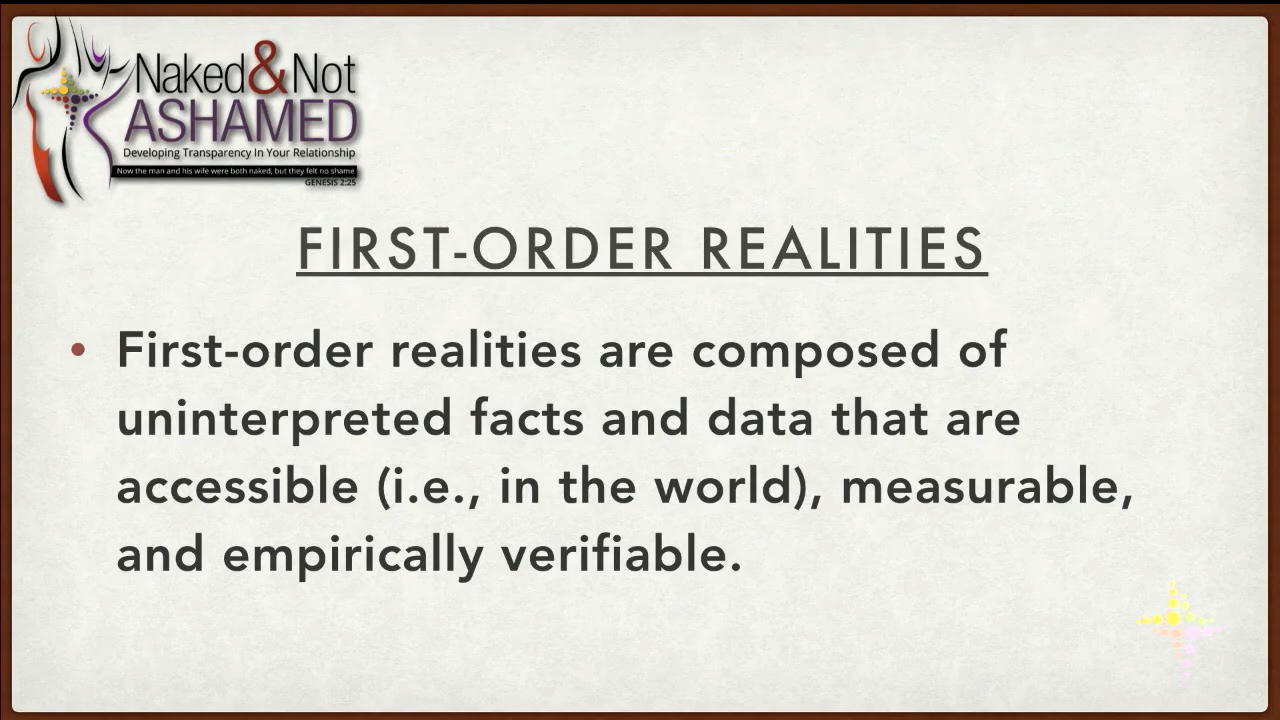 Naked&Not
ASHAMED
Developing Transparency In Your Relationship
Now the man and his wife were both naked, but they felt no shame
GENESIS 2:25
FIRST-ORDER REALITIES
• First-order realities are composed of
uninterpreted facts and data that are
accessible (i.e., in the world), measurable,
and empirically verifiable.